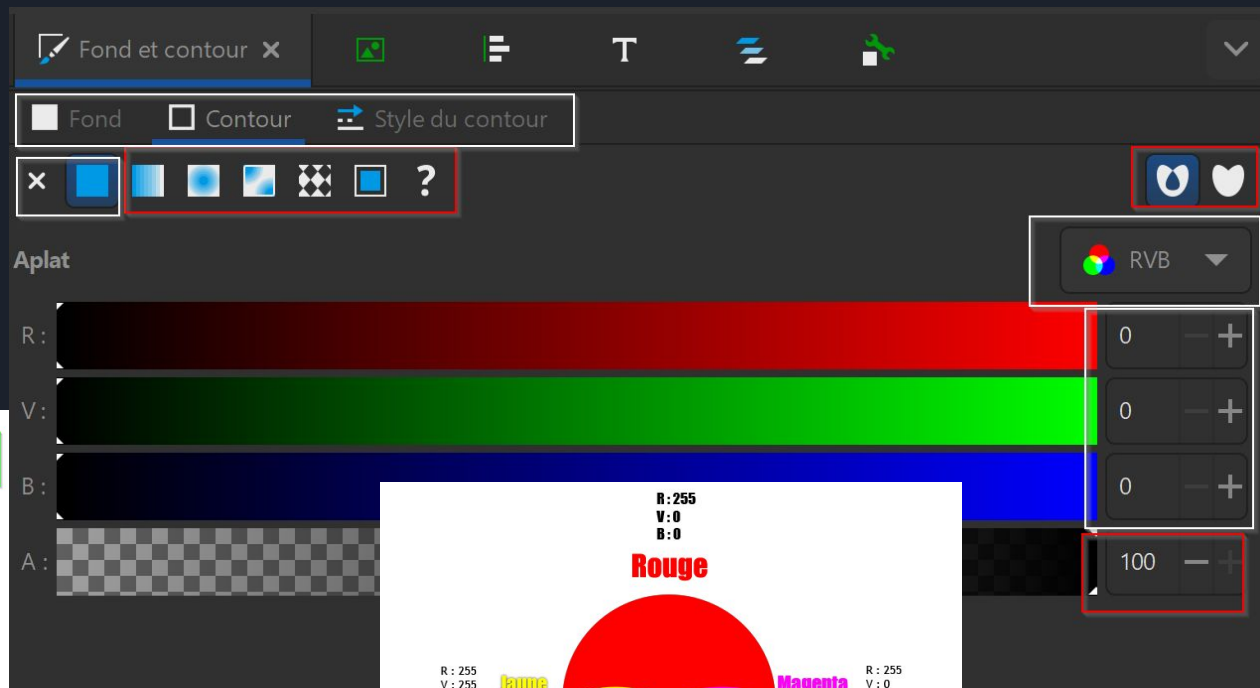 Fond et contour
T
Fond Contour Style du contour
?
Aplat
RVB
R : 0
V : 0
B : 0
A : 100
R : 255
V : 0
B : 0
Rouge
R : 255
V : 255
Jaune
Magenta
R : 255
V : 0